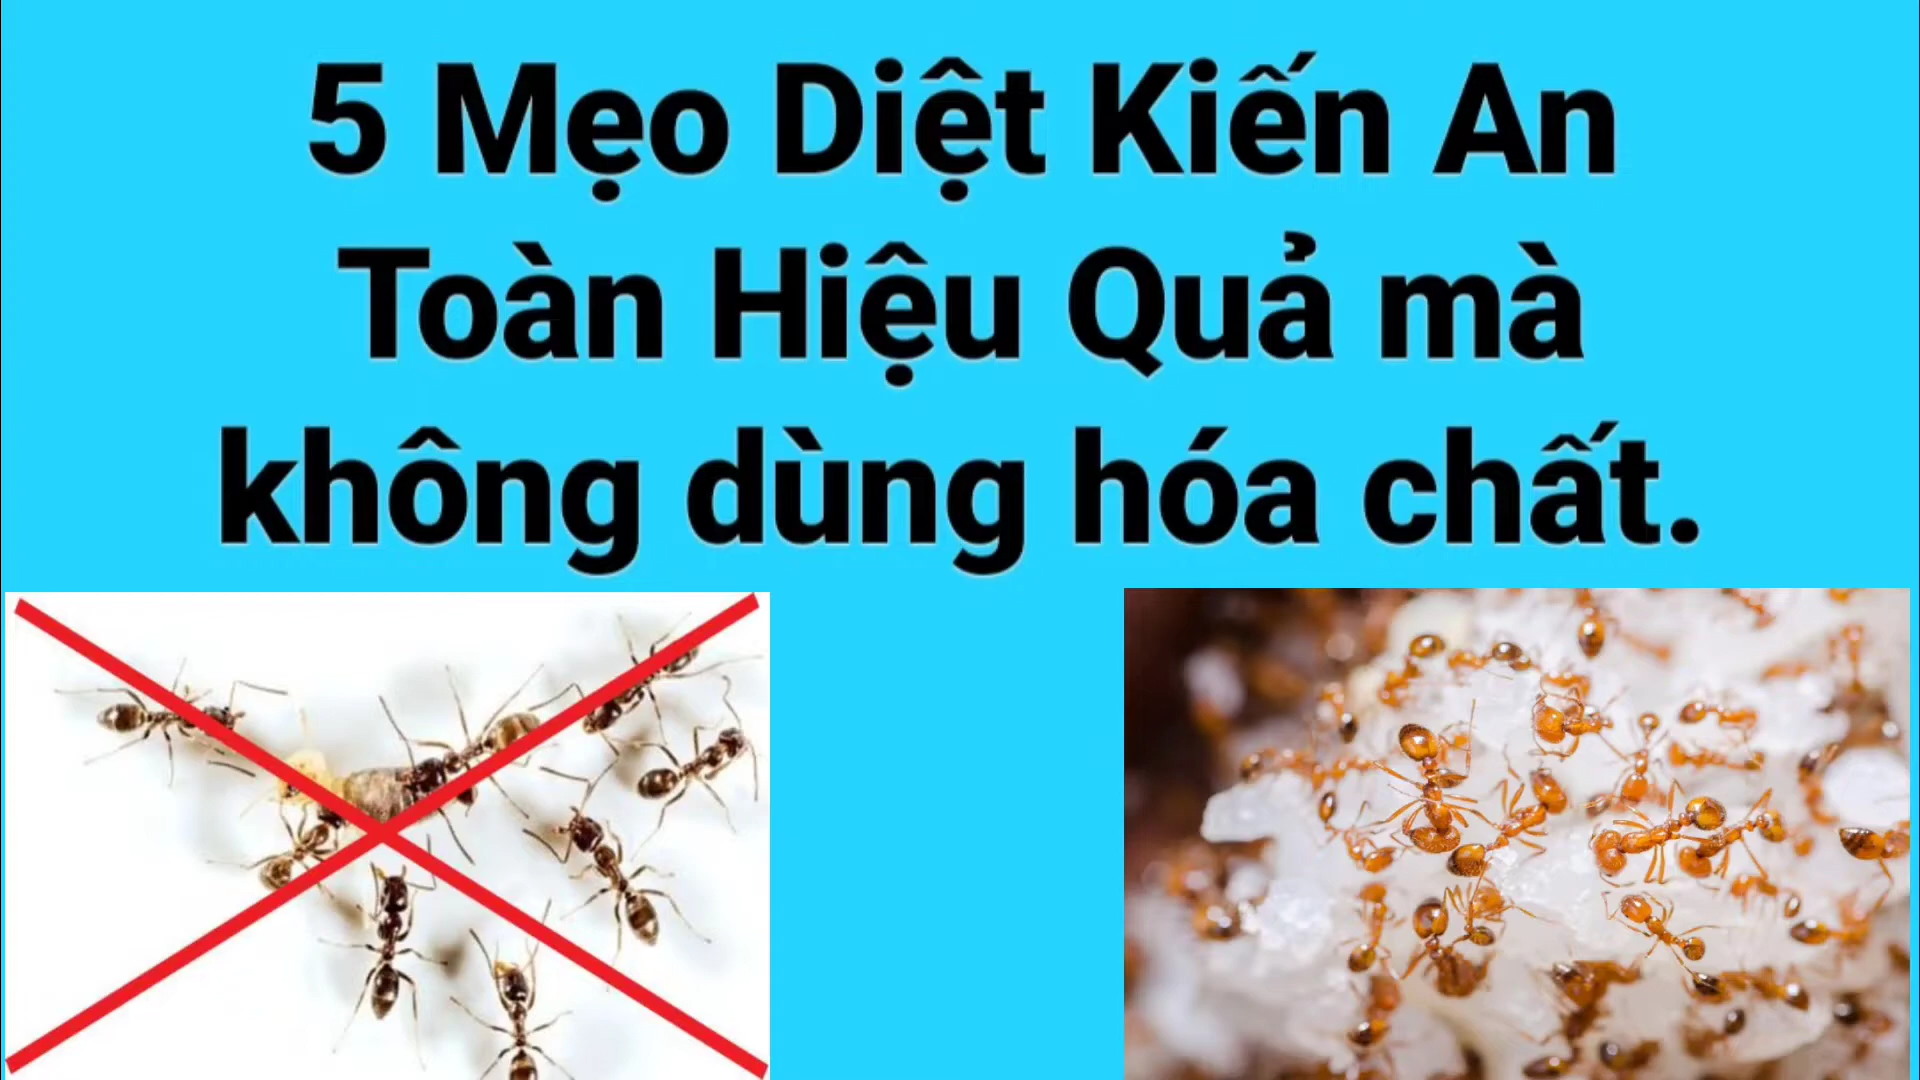 5 Mẹo Diệt Kiến An
Toàn Hiệu Quả mà
không dùng hóa chất.